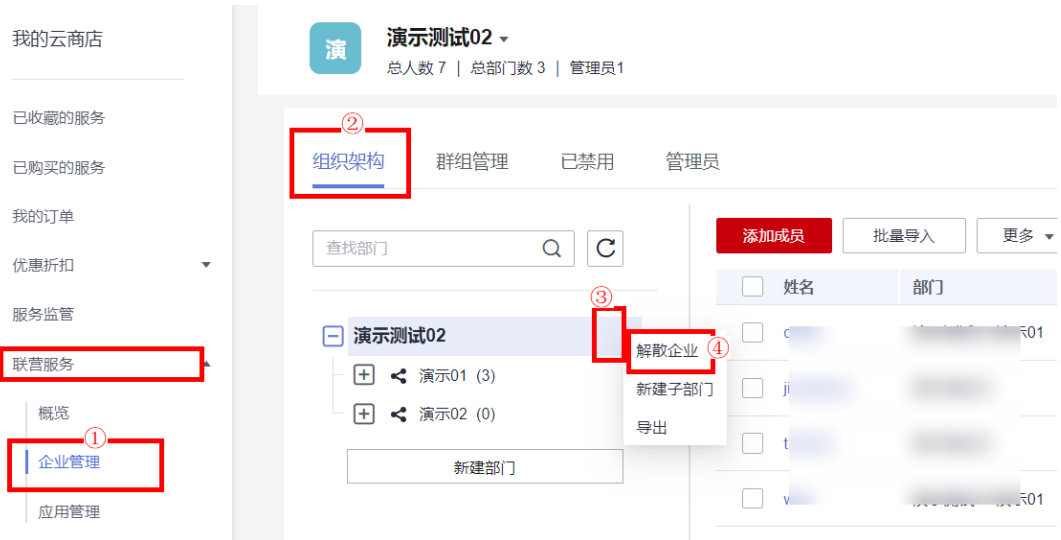 我的云商店
已收藏的服务
已购买的服务
我的订单
优惠折扣
服务监管
联营服务
概览
①
企业管理
应用管理
演
演示测试02
总人数 7 | 总部门数 3 | 管理员1
②
组织架构 群组管理 已禁用 管理员
查找部门
③
演示测试02
演示01 (3)
演示02 (0)
新建部门
解散企业 ④
新建子部门
导出
添加成员 批量导入 更多
姓名 部门
示01
t
w 示01